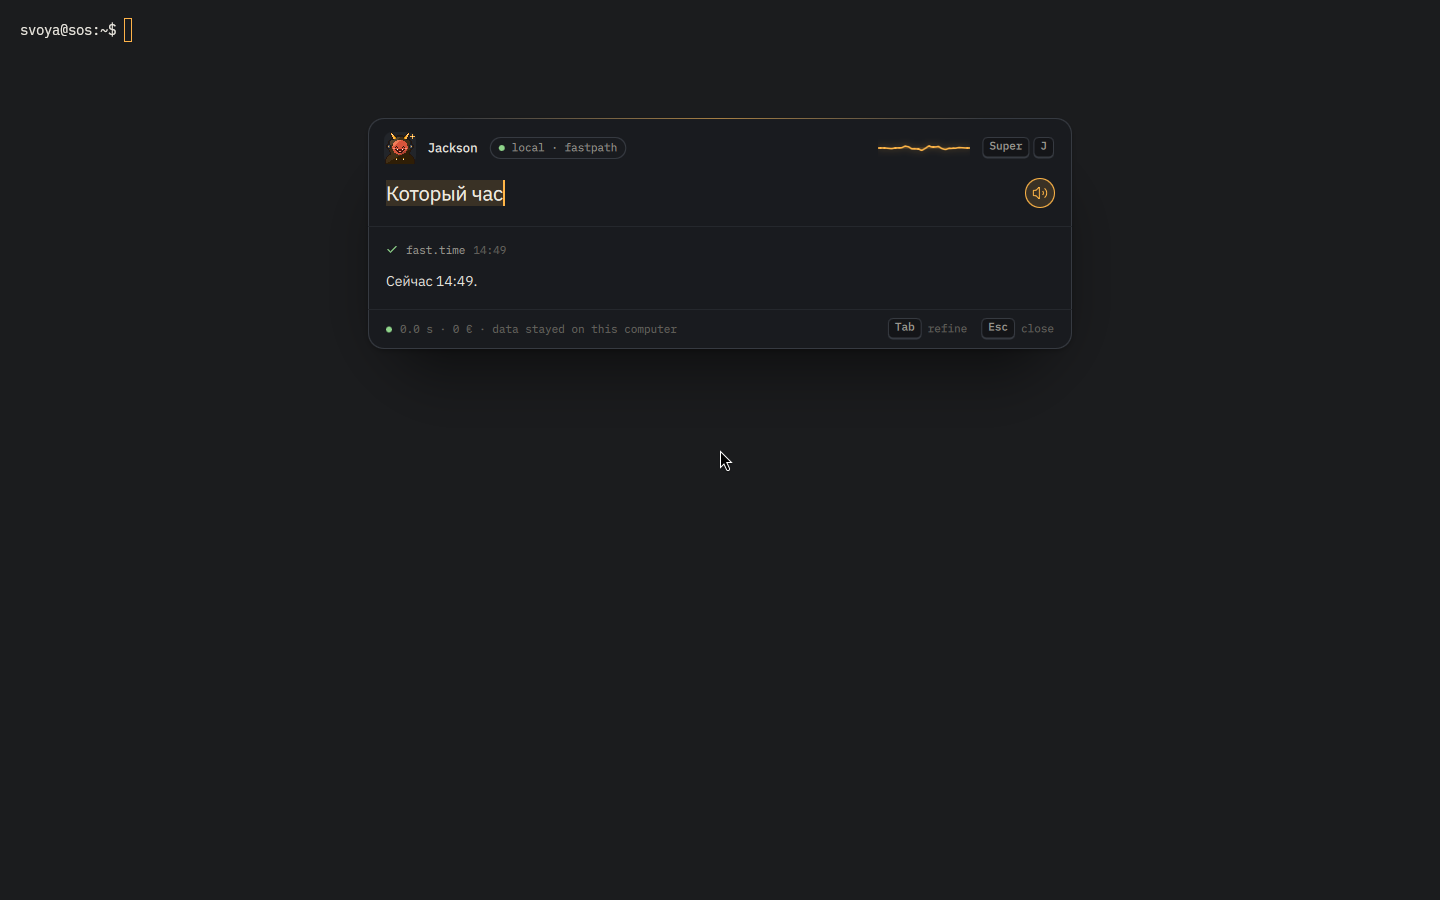 svoya@sos:~$
Jackson local · fastpath Super J
Который час
fast.time 14:49
Сейчас 14:49.
0.0 s · 0 € · data stayed on this computer Tab refine Esc close